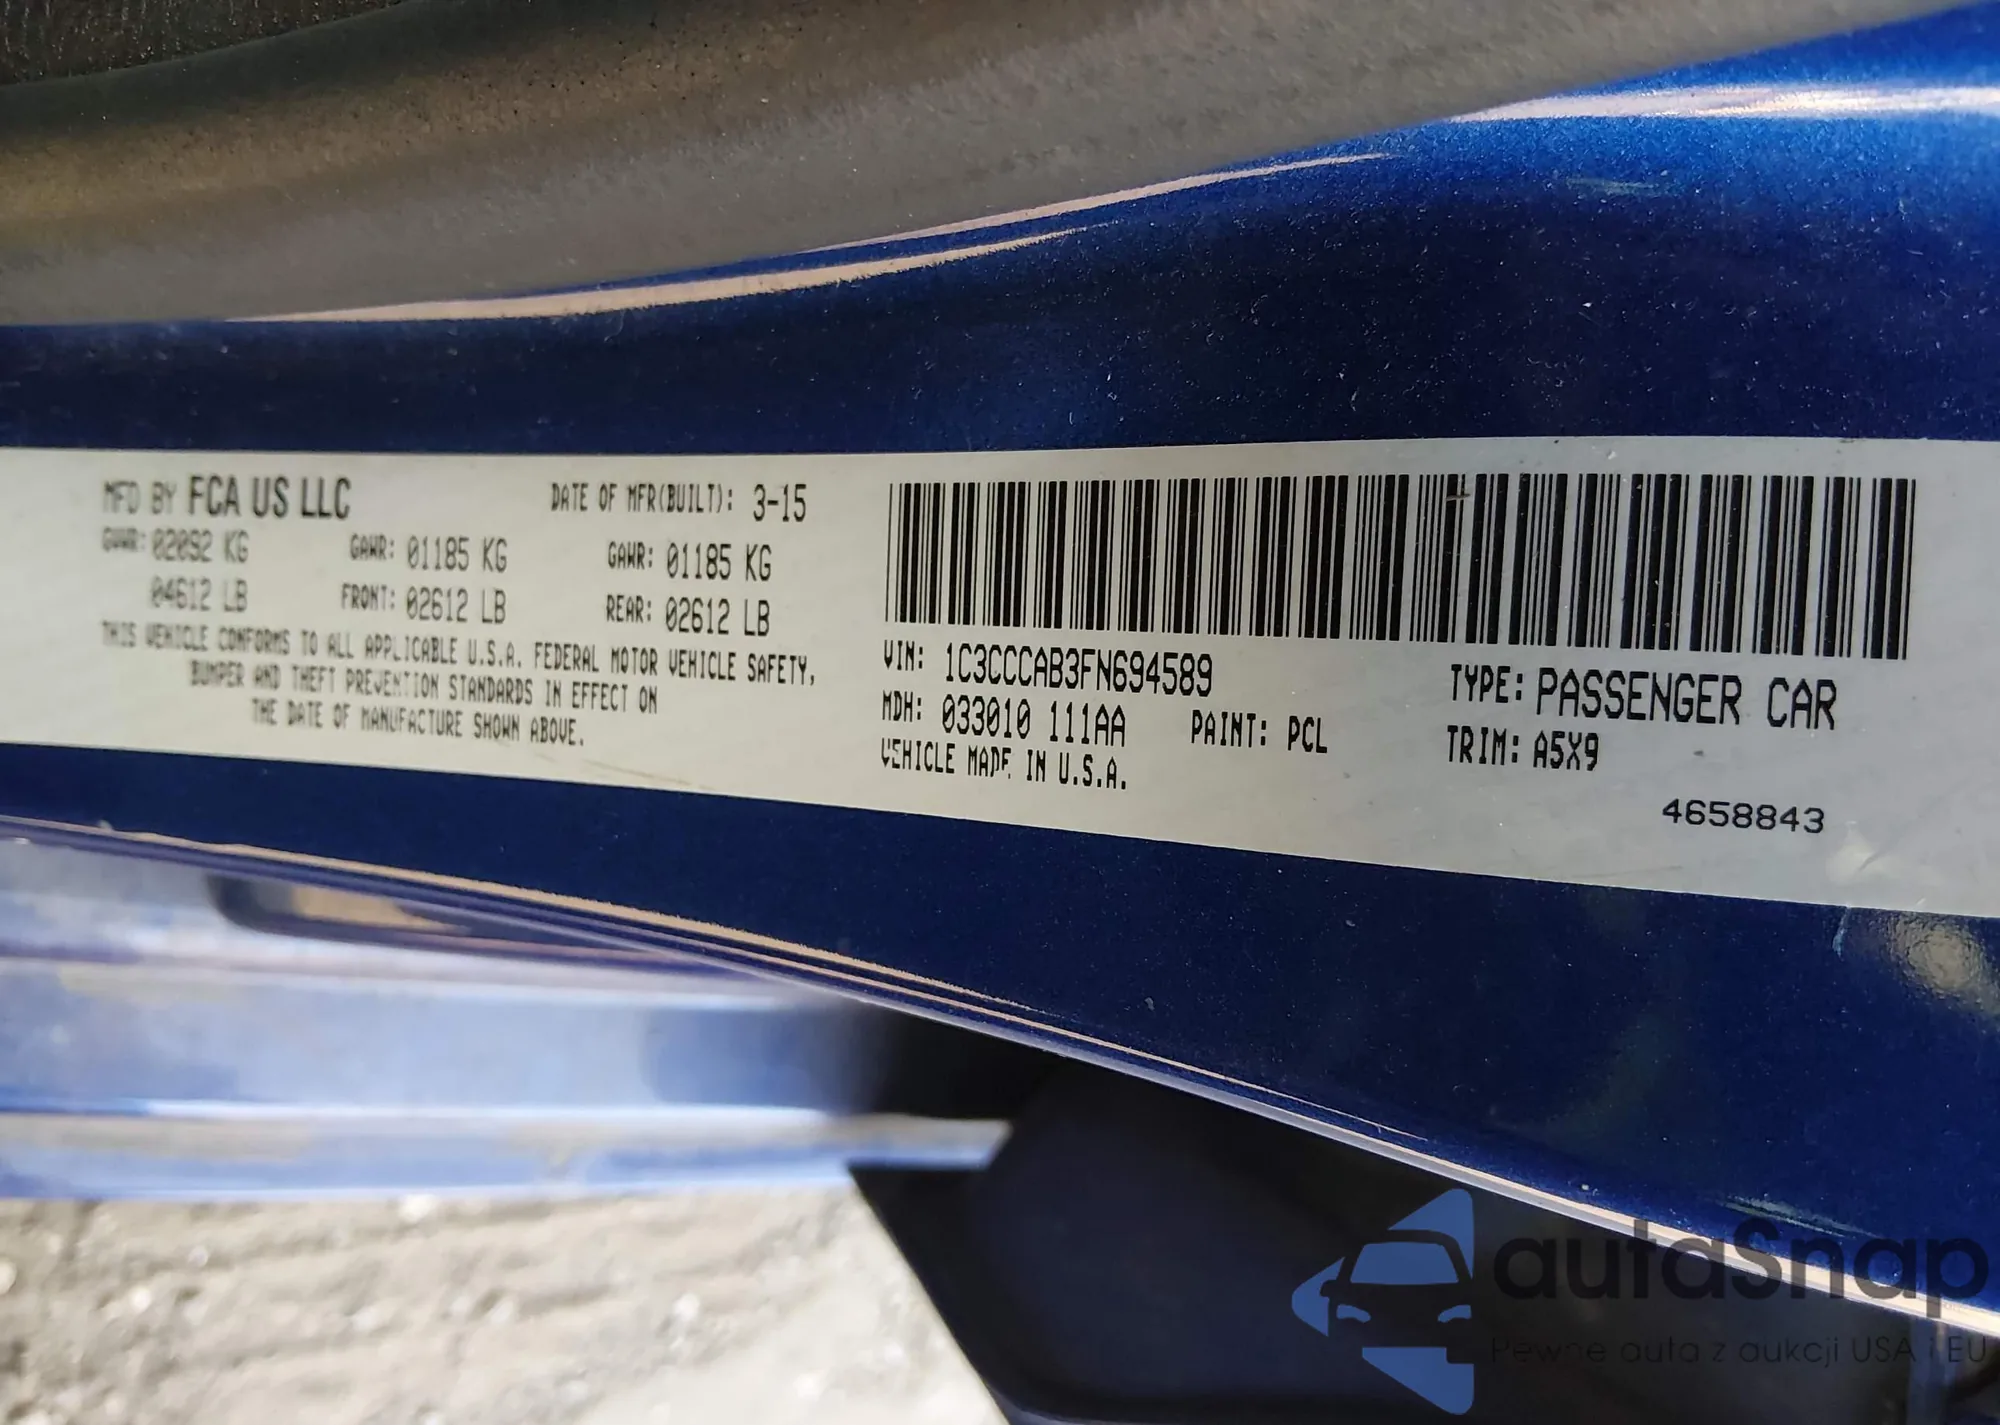 MFD BY FCA US LLC DATE OF MFR(BUILT): 3-15
GVWR: 02092 KG GAWR: 01185 KG GAWR: 01185 KG
04612 LB FRONT: 02612 LB REAR: 02612 LB
THIS VEHICLE CONFORMS TO ALL APPLICABLE U.S.A. FEDERAL MOTOR VEHICLE SAFETY,
BUMPER AND THEFT PREVENTION STANDARDS IN EFFECT ON
THE DATE OF MANUFACTURE SHOWN ABOVE.
VIN: 1C3CCCAB3FN694589 TYPE: PASSENGER CAR
MDH: 033010 111AA PAINT: PCL TRIM: A5X9
VEHICLE MADE IN U.S.A.
4658843
autaSnap
Pewne auta z aukcji USA i EU